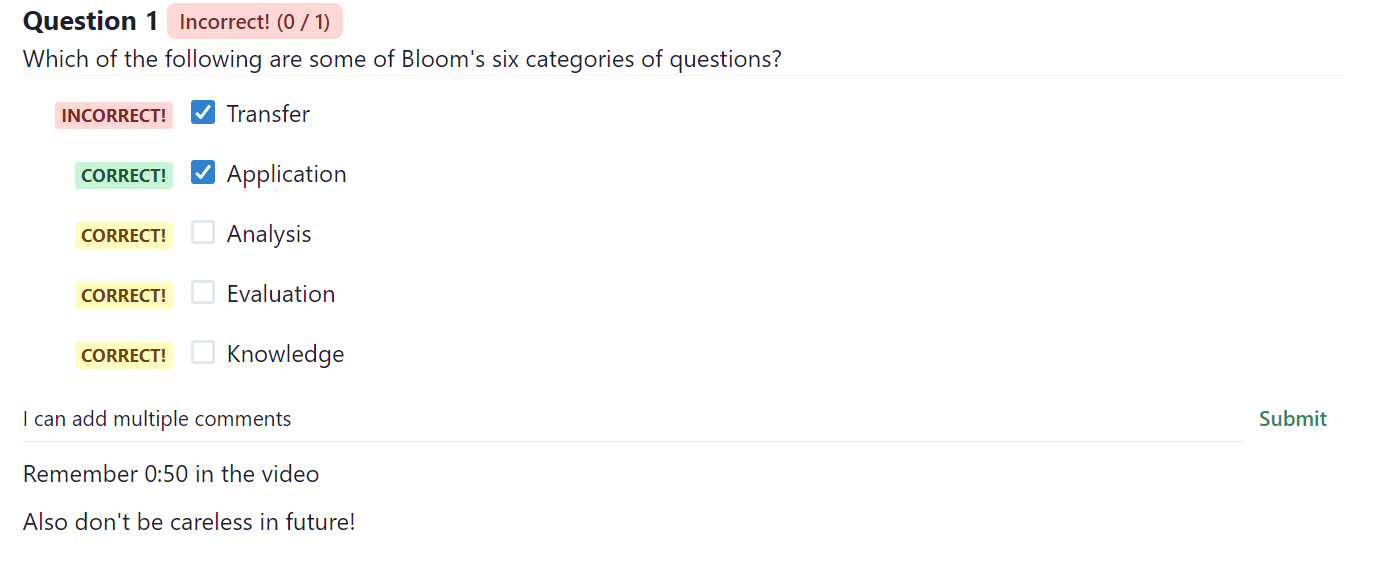 Question 1 Incorrect! (0 / 1)
Which of the following are some of Bloom's six categories of questions?
INCORRECT! Transfer
CORRECT! Application
CORRECT! Analysis
CORRECT! Evaluation
CORRECT! Knowledge
I can add multiple comments Submit
Remember 0:50 in the video
Also don't be careless in future!